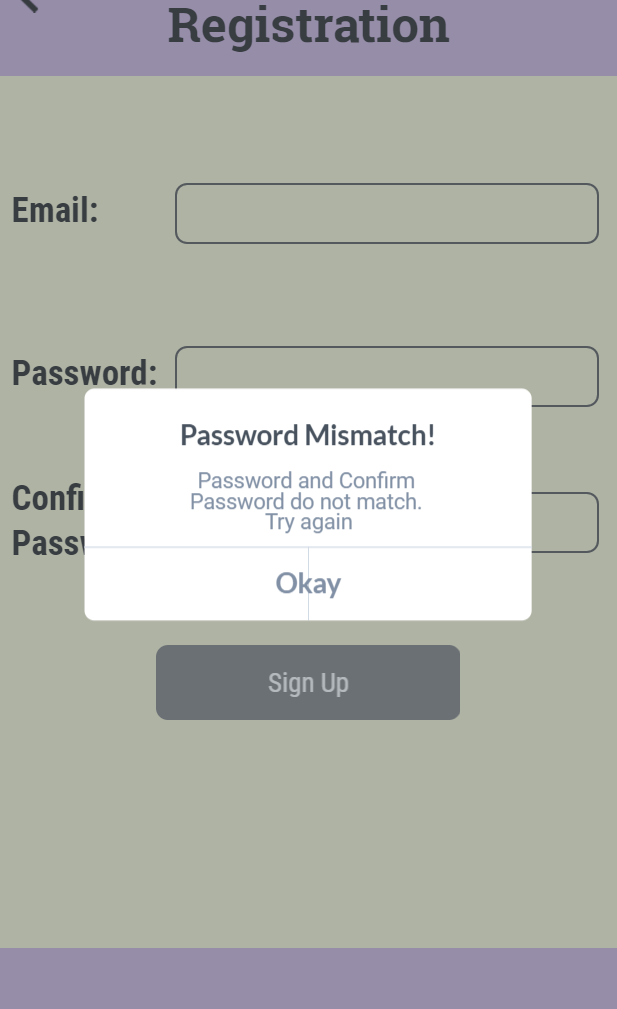 Registration
Email:
Password:
Password Mismatch!
Password and Confirm
Password do not match.
Try again
Okay
Sign Up